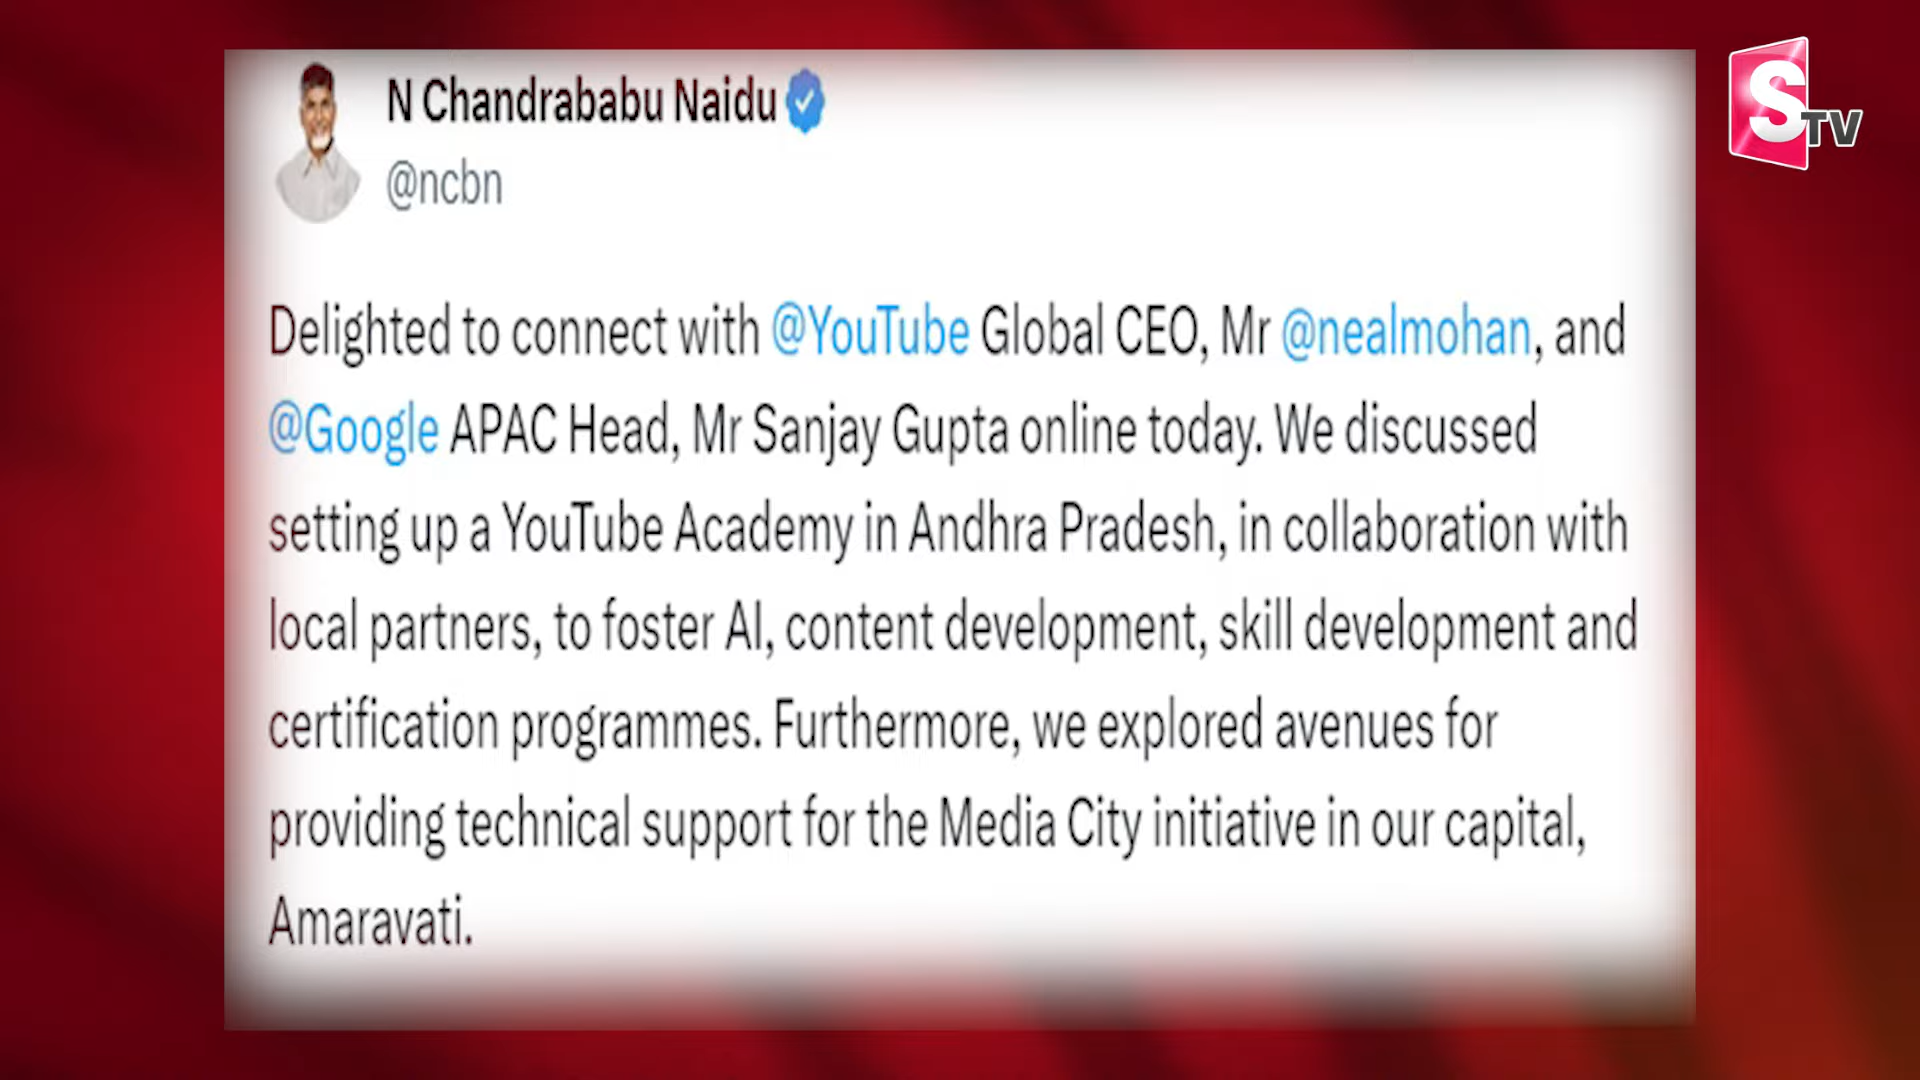 N Chandrababu Naidu
@ncbn
Delighted to connect with @YouTube Global CEO, Mr @nealmohan, and
@Google APAC Head, Mr Sanjay Gupta online today. We discussed
setting up a YouTube Academy in Andhra Pradesh, in collaboration with
local partners, to foster AI, content development, skill development and
certification programmes. Furthermore, we explored avenues for
providing technical support for the Media City initiative in our capital,
Amaravati.
S TV